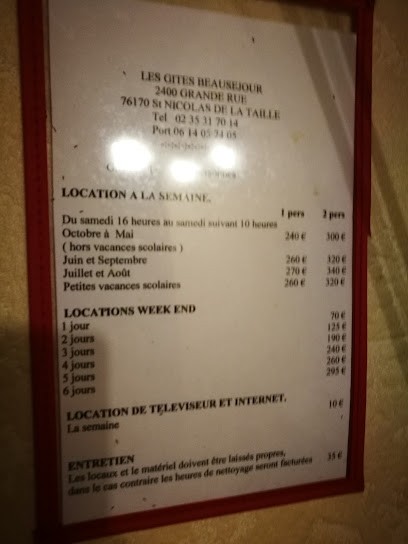 LES GITES BEAUSEJOUR
2400 GRANDE RUE
76170 St NICOLAS DE LA TAILLE
Tel 02 35 31 70 14
Port 06 14 05
LOCATION A LA SEMAINE.
1 pers 2 pers
Du samedi 16 heures au samedi suivant 10 heures
Octobre à Mai 240 € 300 €
( hors vacances scolaires )
Juin et Septembre 260 € 320 €
Juillet et Août 270 € 340 €
Petites vacances scolaires 260 € 320 €
LOCATIONS WEEK END
1 jour 70 €
2 jours 125 €
3 jours 190 €
4 jours 240 €
5 jours 260 €
6 jours 295 €
LOCATION DE TELEVISEUR ET INTERNET.
La semaine 10 €
ENTRETIEN
Les locaux et le matériel doivent être laissés propres,
dans le cas contraire les heures de nettoyage seront facturées 35 €